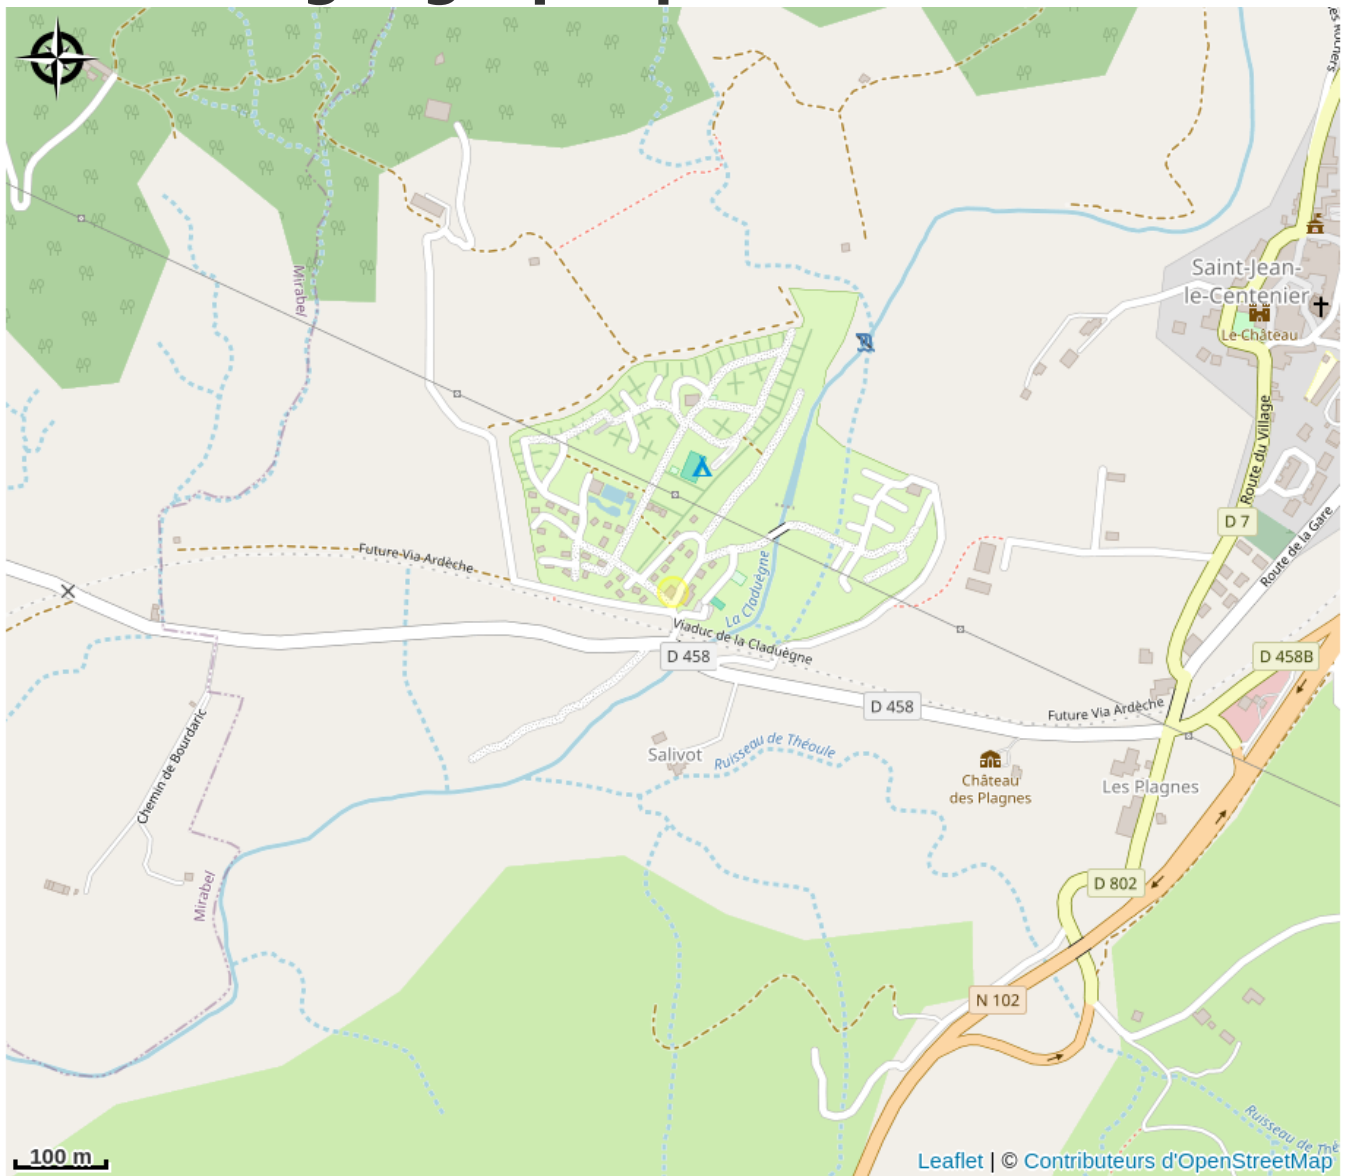 Mirabel
Saint-Jean-
le-Centenier
Le Château
Route du Village
D 7
Route de la Gare
Future Via Ardèche
La Claduègne
Viaduc de la Claduègne
D 458
D 458B
D 458
Future Via Ardèche
Chemin de Bourdaric
Salivot
Ruisseau de Théoule
Château
des Plagnes
Les Plagnes
Mirabel
D 802
N 102
100 m
Leaflet | © Contributeurs d'OpenStreetMap